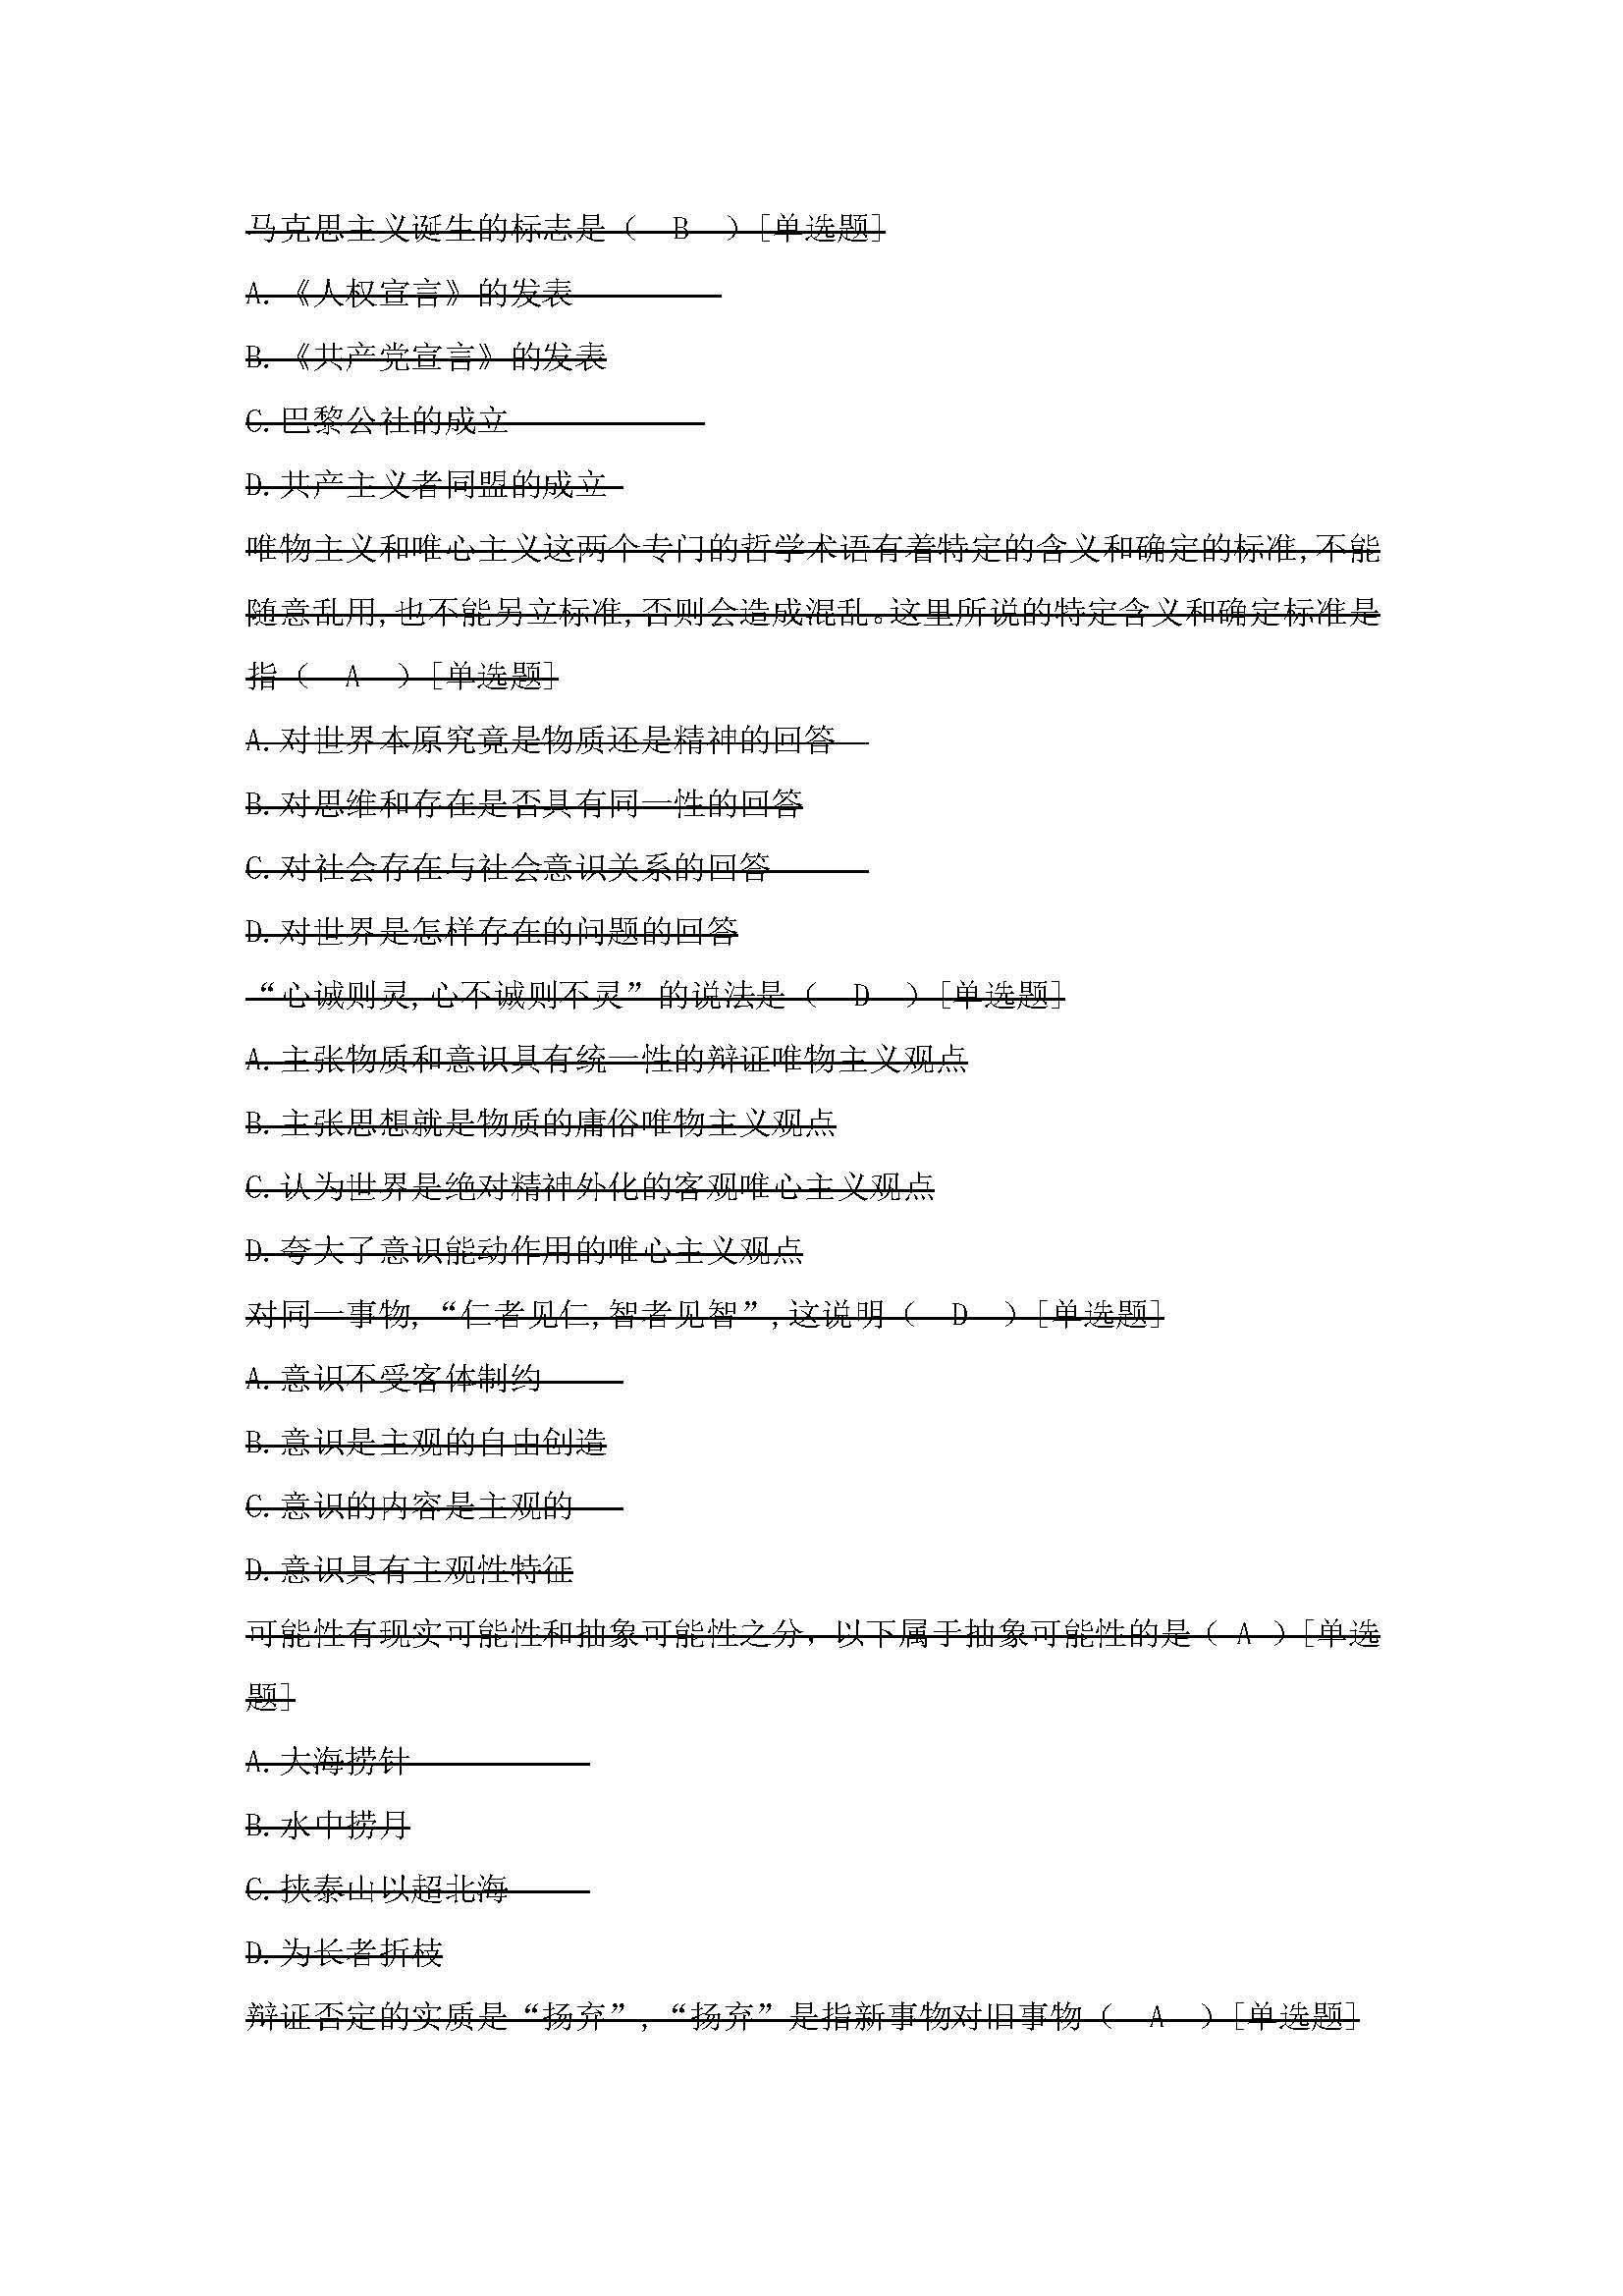 马克思主义诞生的标志是（　B　）[单选题]
A.《人权宣言》的发表
B.《共产党宣言》的发表
C.巴黎公社的成立
D.共产主义者同盟的成立
唯物主义和唯心主义这两个专门的哲学术语有着特定的含义和确定的标准,不能
随意乱用,也不能另立标准,否则会造成混乱。这里所说的特定含义和确定标准是
指（　A　）[单选题]
A.对世界本原究竟是物质还是精神的回答
B.对思维和存在是否具有同一性的回答
C.对社会存在与社会意识关系的回答
D.对世界是怎样存在的问题的回答
“心诚则灵,心不诚则不灵”的说法是（　D　）[单选题]
A.主张物质和意识具有统一性的辩证唯物主义观点
B.主张思想就是物质的庸俗唯物主义观点
C.认为世界是绝对精神外化的客观唯心主义观点
D.夸大了意识能动作用的唯心主义观点
对同一事物,“仁者见仁,智者见智”,这说明（　D　）[单选题]
A.意识不受客体制约
B.意识是主观的自由创造
C.意识的内容是主观的
D.意识具有主观性特征
可能性有现实可能性和抽象可能性之分，以下属于抽象可能性的是（ A ）[单选
题]
A.大海捞针
B.水中捞月
C.挟泰山以超北海
D.为长者折枝
辩证否定的实质是“扬弃”,“扬弃”是指新事物对旧事物（　A　）[单选题]